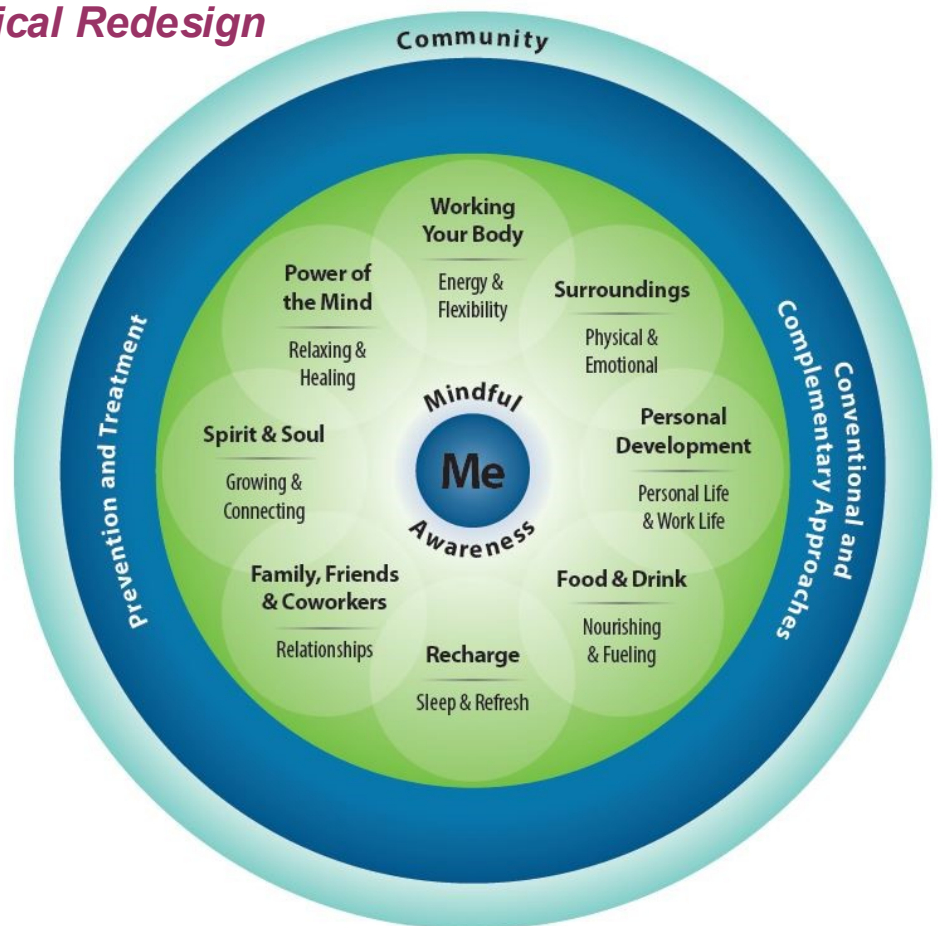 ical Redesign
Community
Working
Your Body
Energy &
Flexibility
Surroundings
Physical &
Emotional
Personal
Development
Personal Life
& Work Life
Food & Drink
Nourishing
& Fueling
Recharge
Sleep & Refresh
Family, Friends
& Coworkers
Relationships
Spirit & Soul
Growing &
Connecting
Power of
the Mind
Relaxing &
Healing
Mindful
Me
Awareness
Prevention and Treatment
Conventional and
Complementary Approaches